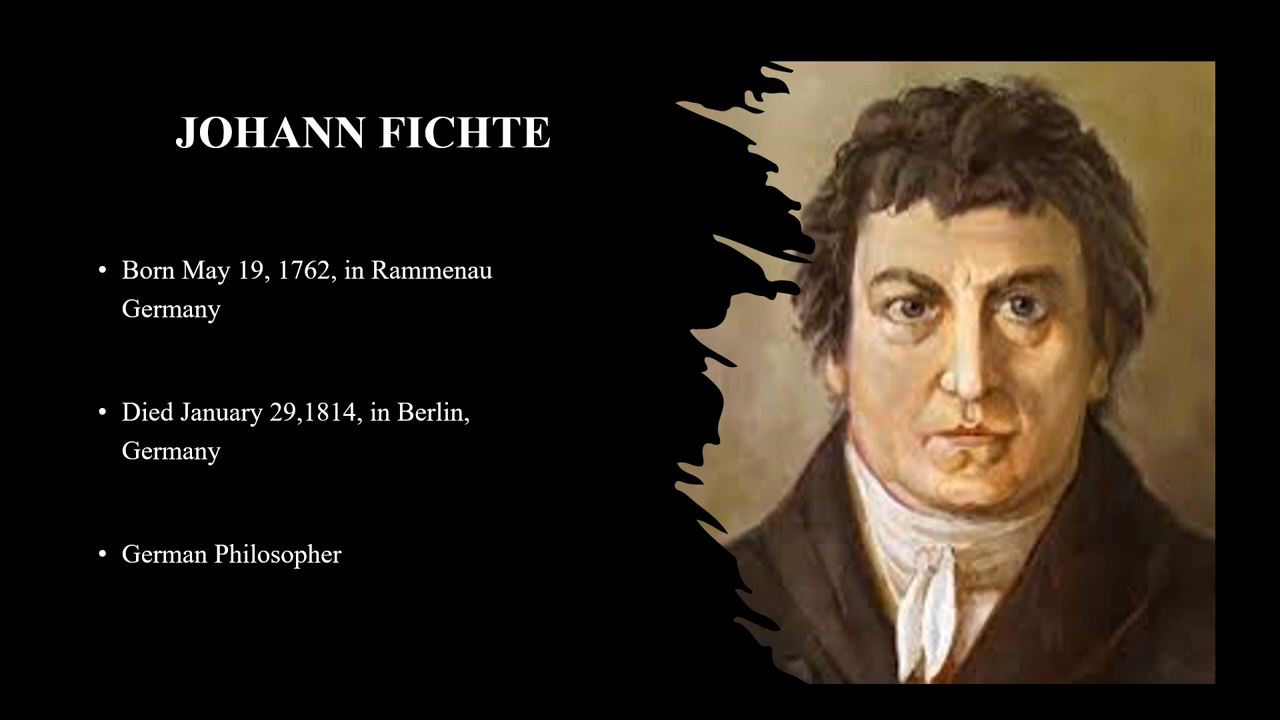 JOHANN FICHTE
• Born May 19, 1762, in Rammenau
Germany
• Died January 29,1814, in Berlin,
Germany
• German Philosopher